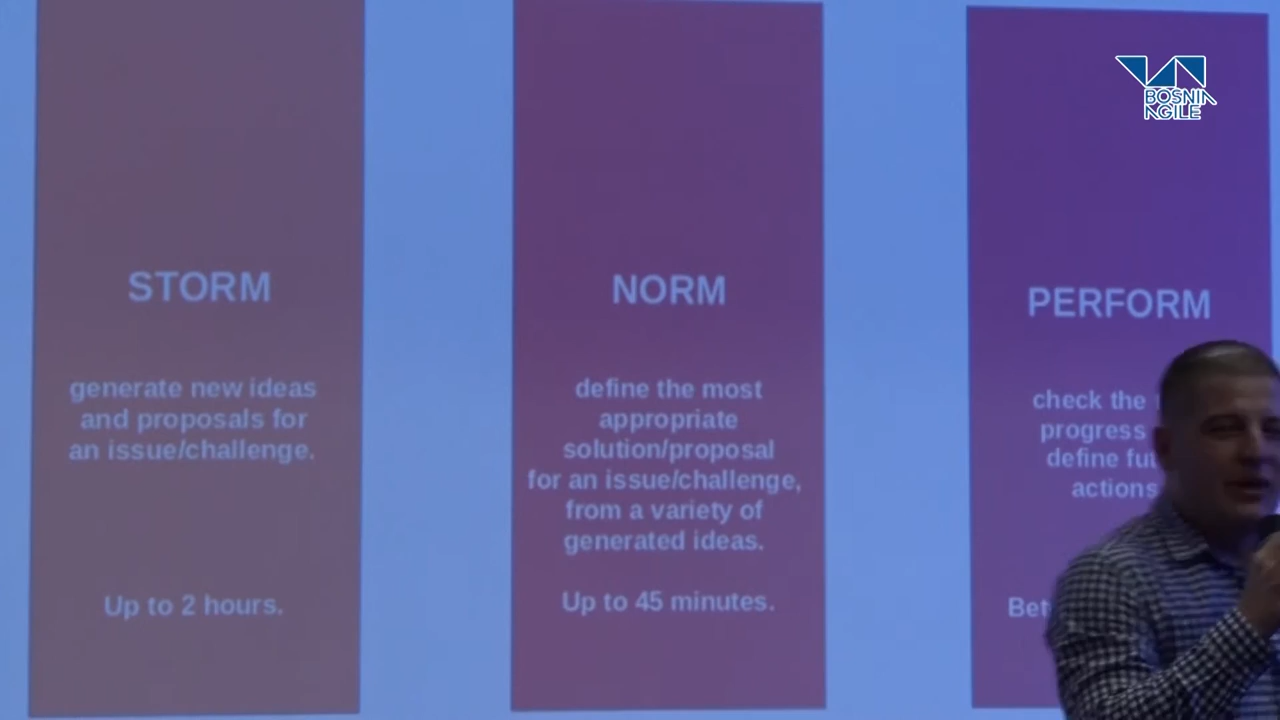 BOSNIA
AGILE
STORM
generate new ideas
and proposals for
an issue/challenge.
Up to 2 hours.
NORM
define the most
appropriate
solution/proposal
for an issue/challenge,
from a variety of
generated ideas.
Up to 45 minutes.
PERFORM
check the
progress
define
actions